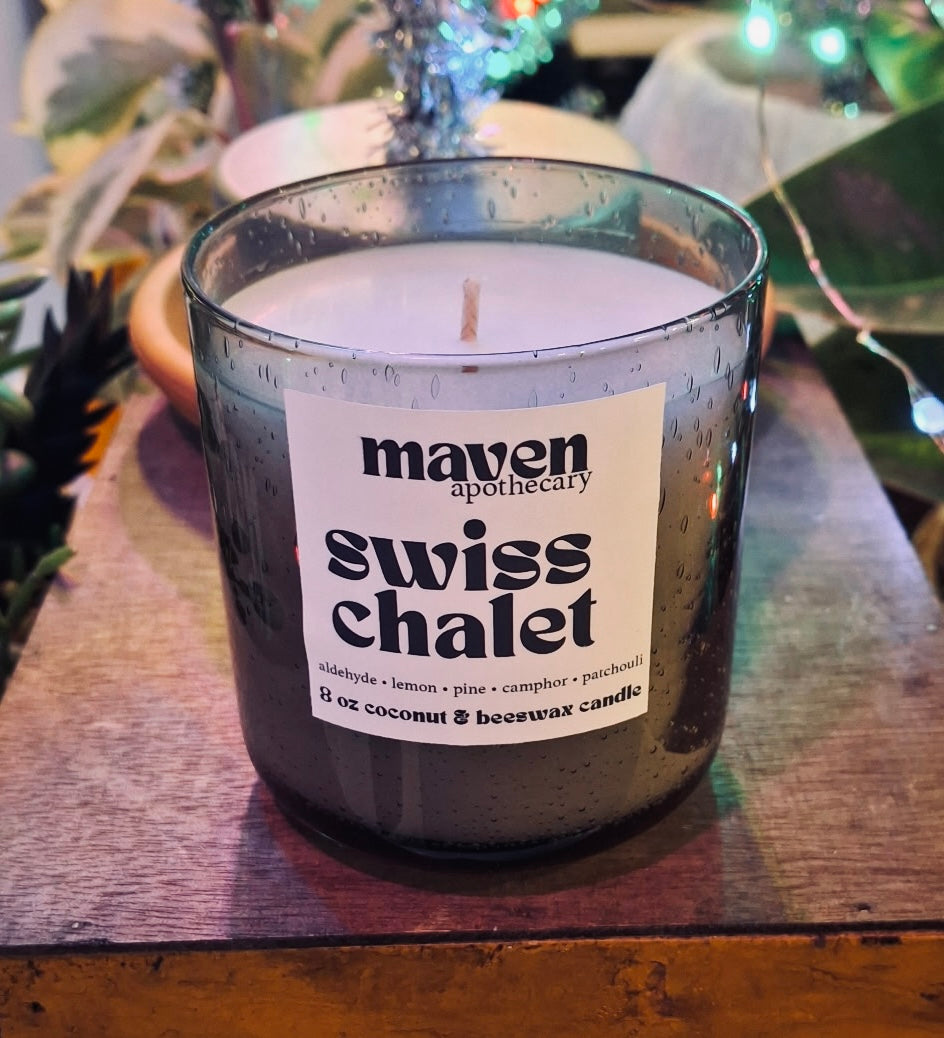 maven
apothecary
swiss
chalet
aldehyde • lemon • pine • camphor • patchouli
8 oz coconut & beeswax candle